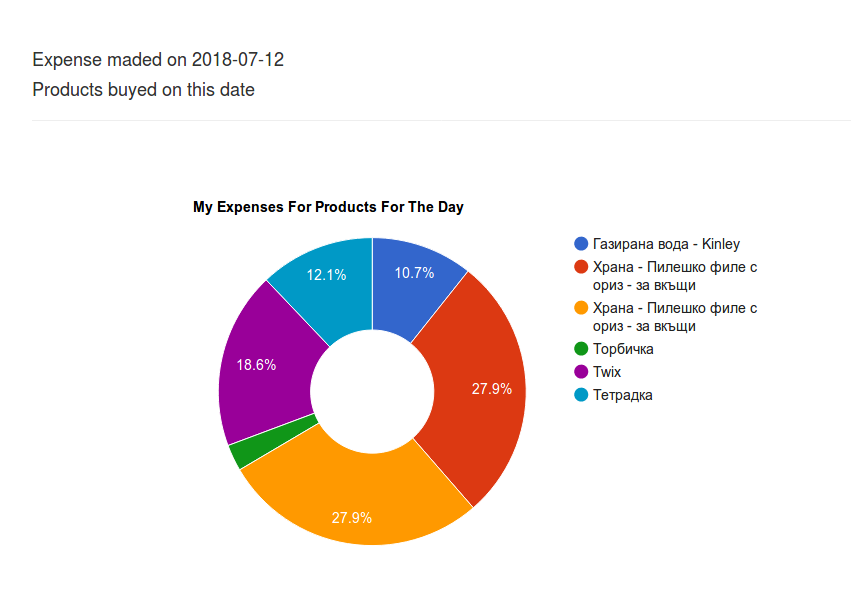 Expense maded on 2018-07-12
Products buyed on this date
My Expenses For Products For The Day
12.1%
10.7%
18.6%
27.9%
27.9%
Газирана вода - Kinley
Храна - Пилешко филе с
ориз - за вкъщи
Храна - Пилешко филе с
ориз - за вкъщи
Торбичка
Twix
Тетрадка